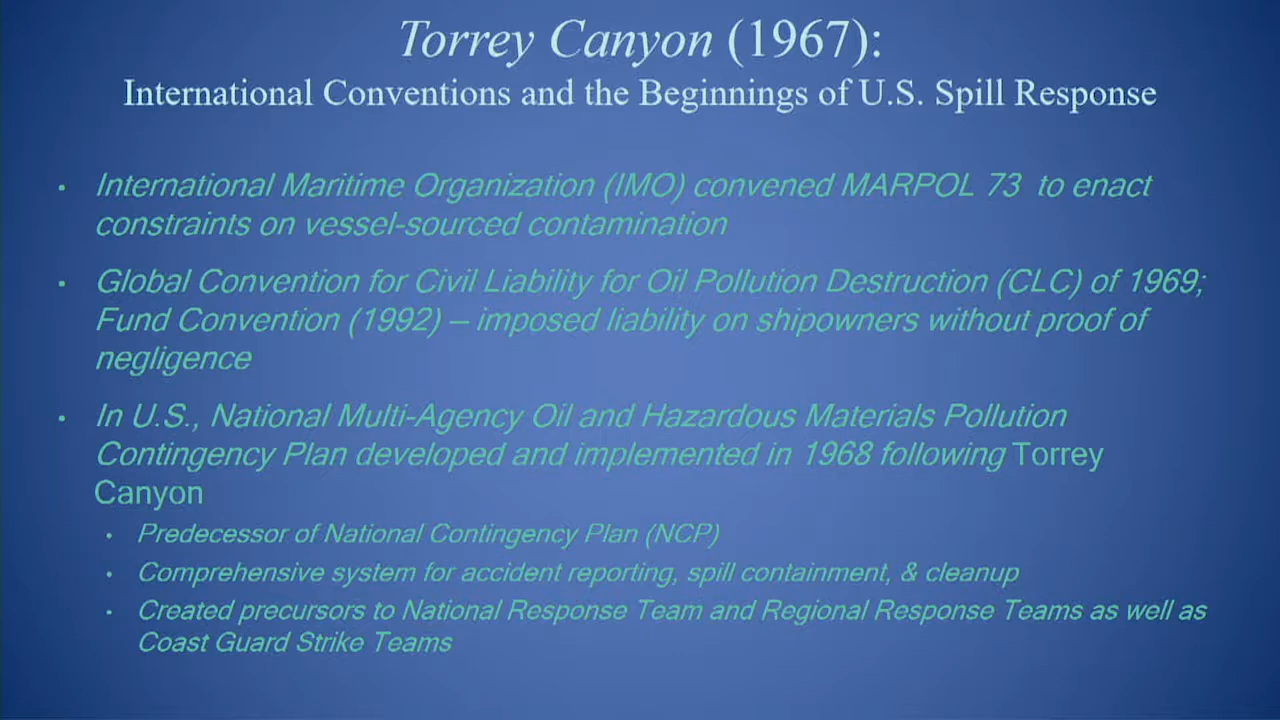 Torrey Canyon (1967):
International Conventions and the Beginnings of U.S. Spill Response
• International Maritime Organization (IMO) convened MARPOL 73 to enact
constraints on vessel-sourced contamination
• Global Convention for Civil Liability for Oil Pollution Destruction (CLC) of 1969;
Fund Convention (1992) – imposed liability on shipowners without proof of
negligence
• In U.S., National Multi-Agency Oil and Hazardous Materials Pollution
Contingency Plan developed and implemented in 1968 following Torrey
Canyon
• Predecessor of National Contingency Plan (NCP)
• Comprehensive system for accident reporting, spill containment, & cleanup
• Created precursors to National Response Team and Regional Response Teams as well as
Coast Guard Strike Teams